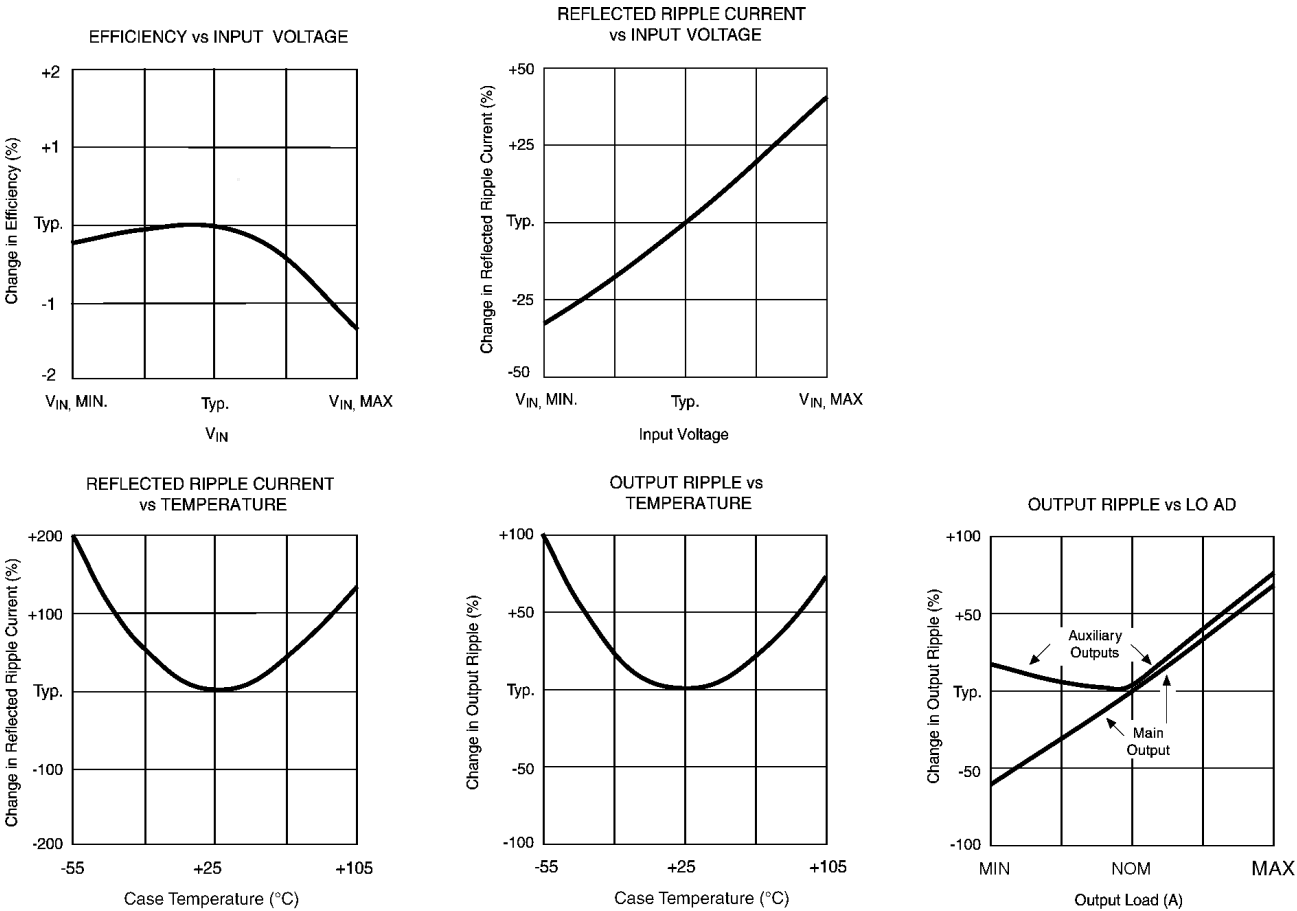 EFFICIENCY vs INPUT VOLTAGE
Change in Efficiency (%)
+2
+1
Typ.
-1
-2
VIN, MIN.
Typ.
VIN, MAX
VIN
REFLECTED RIPPLE CURRENT
vs INPUT VOLTAGE
Change in Reflected Ripple Current (%)
+50
+25
Typ.
-25
-50
VIN, MIN.
Typ.
VIN, MAX
Input Voltage
REFLECTED RIPPLE CURRENT
vs TEMPERATURE
Change in Reflected Ripple Current (%)
+200
+100
Typ.
-100
-200
-55
+25
+105
Case Temperature (°C)
OUTPUT RIPPLE vs
TEMPERATURE
Change in Output Ripple (%)
+100
+50
Typ.
-50
-100
-55
+25
+105
Case Temperature (°C)
OUTPUT RIPPLE vs LO AD
Change in Output Ripple (%)
+100
+50
Typ.
-50
-100
Auxiliary
Outputs
Main
Output
MIN
NOM
MAX
Output Load (A)